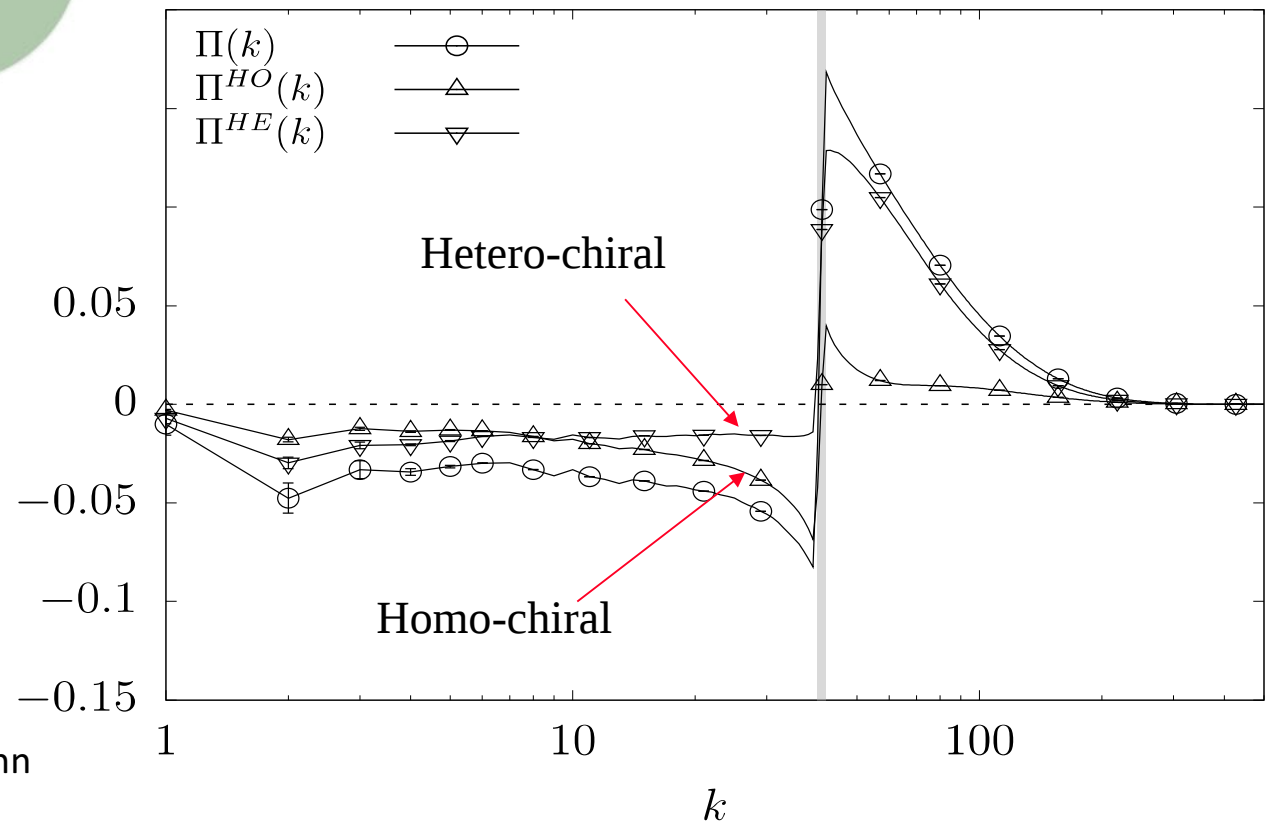 Π(k)
Π^{HO}(k)
Π^{HE}(k)
Hetero-chiral
0.05
0
−0.05
−0.1
Homo-chiral
−0.15
1 10 100
k